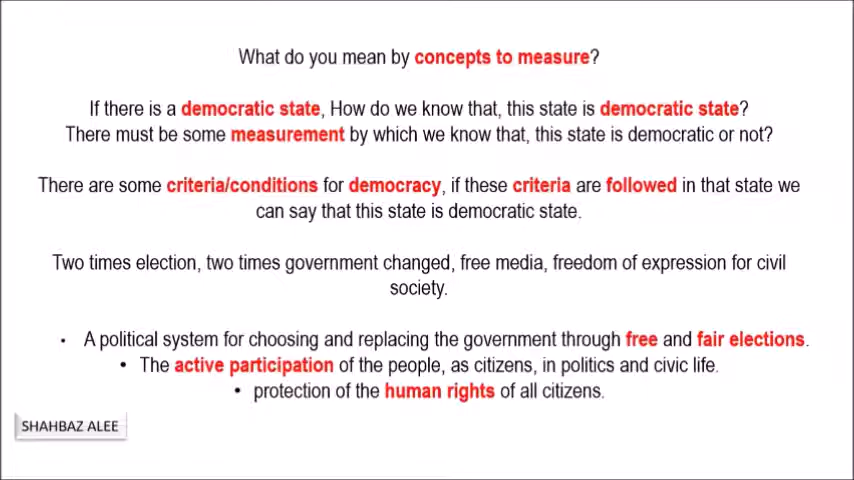 What do you mean by concepts to measure?
If there is a democratic state, How do we know that, this state is democratic state?
There must be some measurement by which we know that, this state is democratic or not?
There are some criteria/conditions for democracy, if these criteria are followed in that state we
can say that this state is democratic state.
Two times election, two times government changed, free media, freedom of expression for civil
society.
• A political system for choosing and replacing the government through free and fair elections.
• The active participation of the people, as citizens, in politics and civic life.
• protection of the human rights of all citizens.
SHAHBAZ ALEE